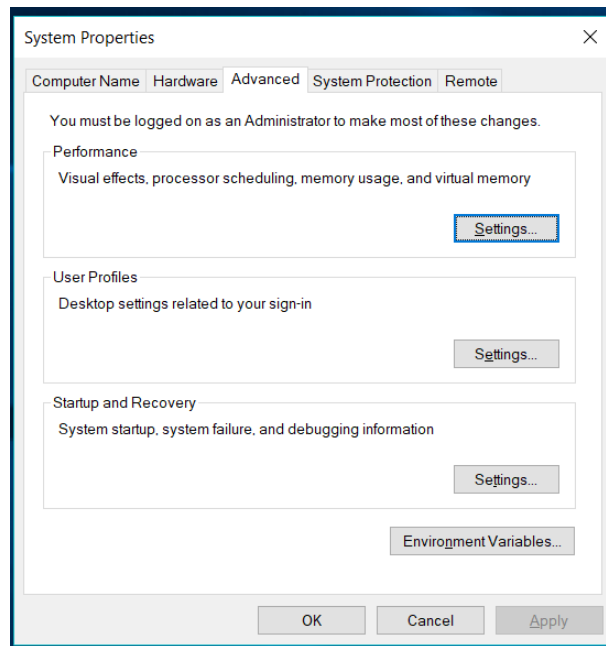 System Properties
Computer Name Hardware Advanced System Protection Remote
You must be logged on as an Administrator to make most of these changes.
Performance
Visual effects, processor scheduling, memory usage, and virtual memory
Settings...
User Profiles
Desktop settings related to your sign-in
Settings...
Startup and Recovery
System startup, system failure, and debugging information
Settings...
Environment Variables...
OK Cancel Apply